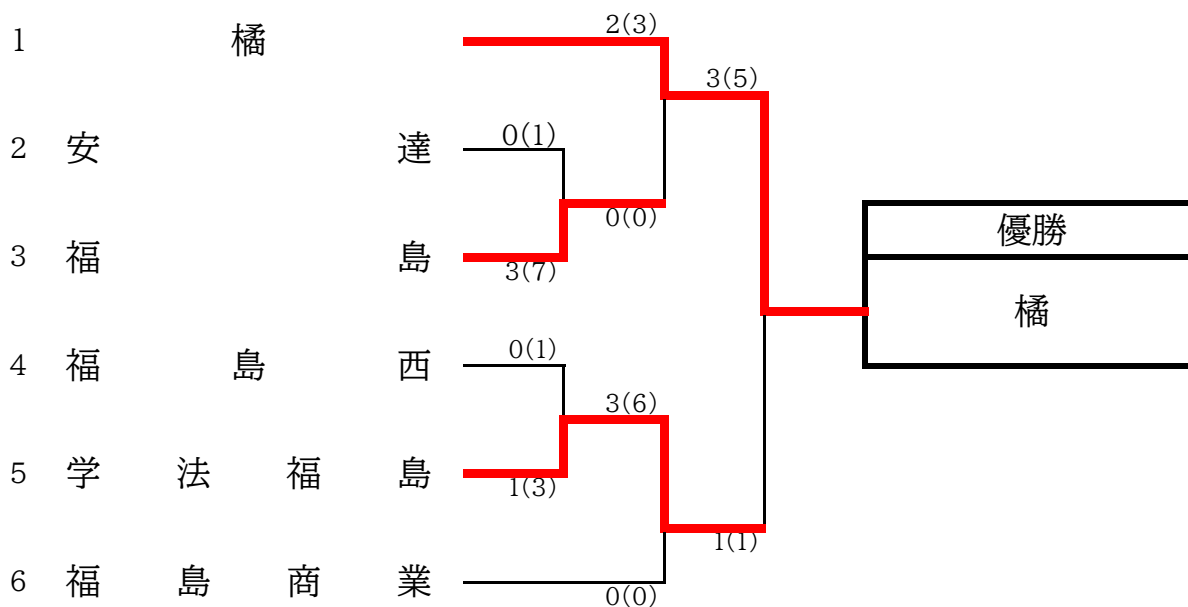 2(3)
1 橘
3(5)
0(1)
2 安達
0(0)
優勝
3 福島
3(7)
橘
0(1)
4 福島西
3(6)
5 学法福島
1(3)
1(1)
6 福島商業
0(0)